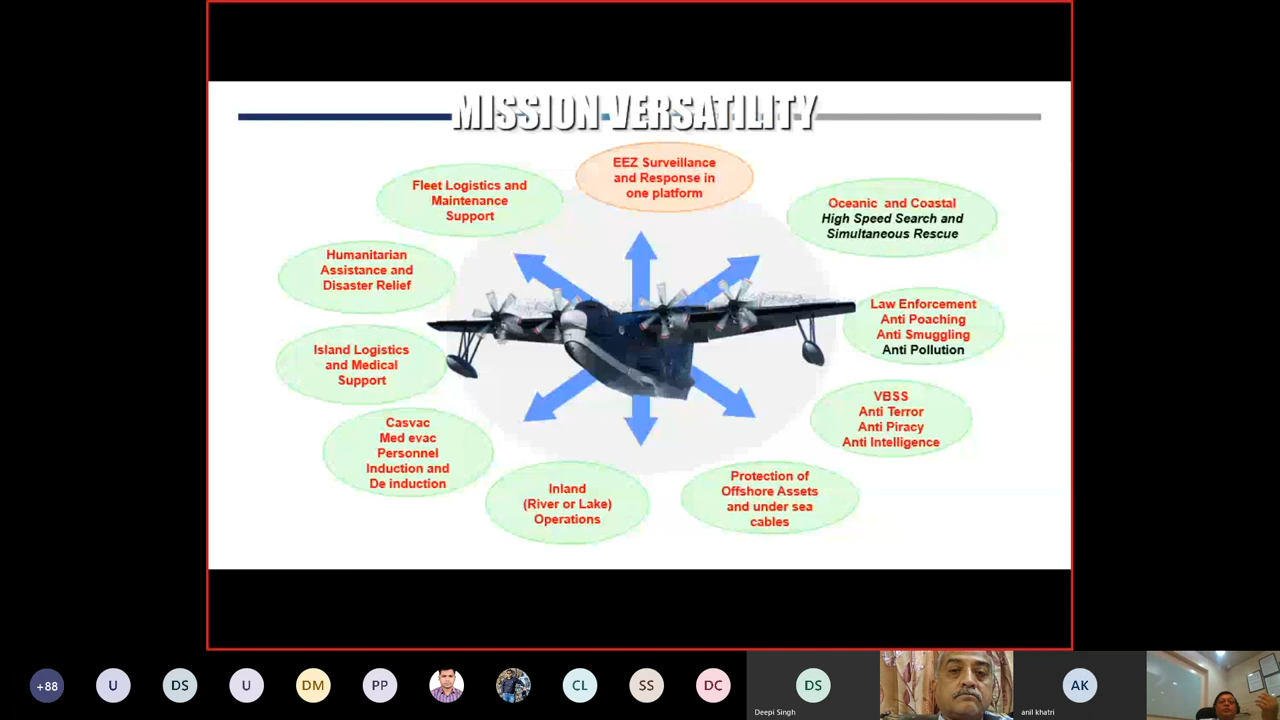 MISSION VERSATILITY
EEZ Surveillance
and Response in
one platform
Fleet Logistics and
Maintenance
Support
Oceanic and Coastal
High Speed Search and
Simultaneous Rescue
Humanitarian
Assistance and
Disaster Relief
Law Enforcement
Anti Poaching
Anti Smuggling
Anti Pollution
Island Logistics
and Medical
Support
VBSS
Anti Terror
Anti Piracy
Anti Intelligence
Casvac
Med evac
Personnel
Induction and
De induction
Inland
(River or Lake)
Operations
Protection of
Offshore Assets
and under sea
cables
+88
U
DS
U
DM
PP
CL
SS
DC
DS
Deepi Singh
AK
anil khatri